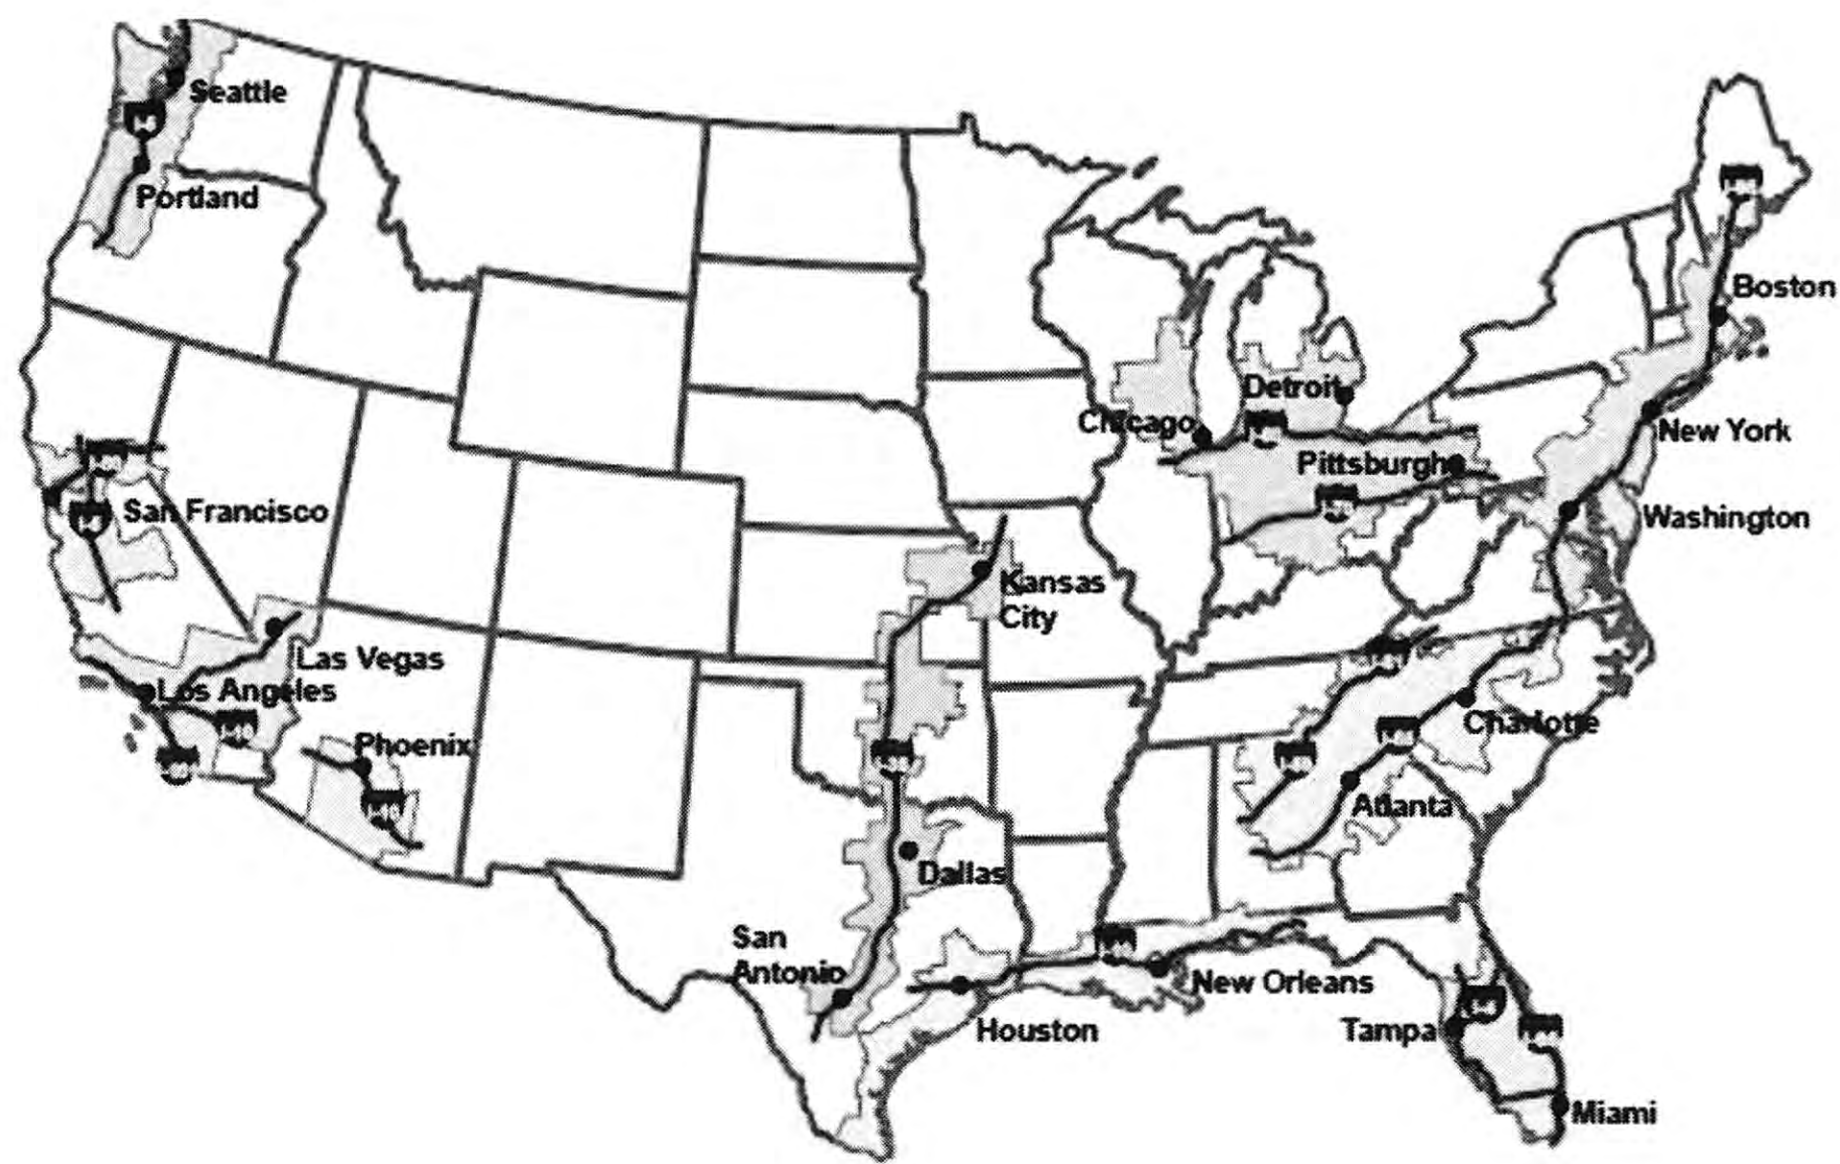 Seattle
Portland
Boston
Detroit
Chicago
New York
Pittsburgh
San Francisco
Washington
Kansas
City
Las Vegas
Los Angeles
Charlotte
Phoenix
Atlanta
Dallas
San
Antonio
New Orleans
Houston
Tampa
Miami